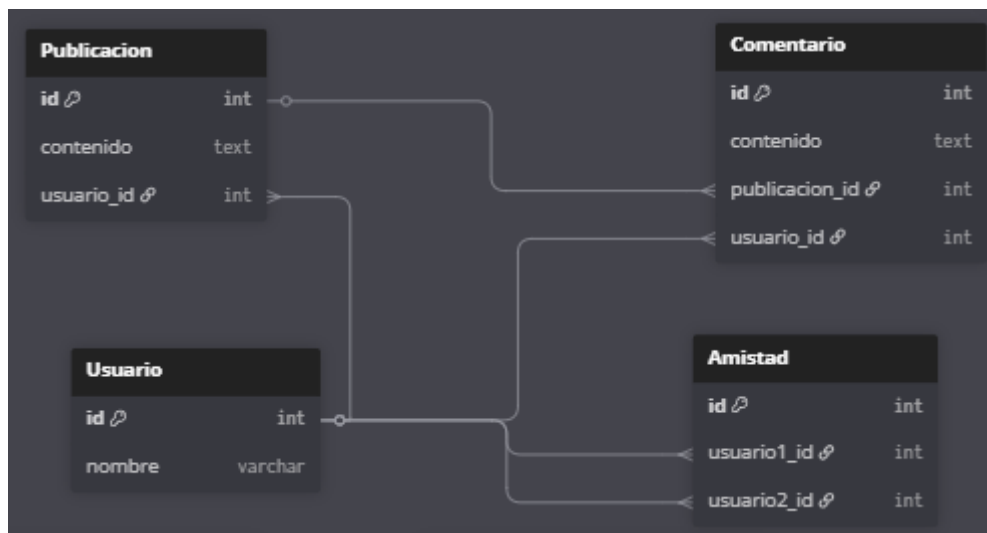 Publicacion
id int
contenido text
usuario_id int
Comentario
id int
contenido text
publicacion_id int
usuario_id int
Usuario
id int
nombre varchar
Amistad
id int
usuario1_id int
usuario2_id int